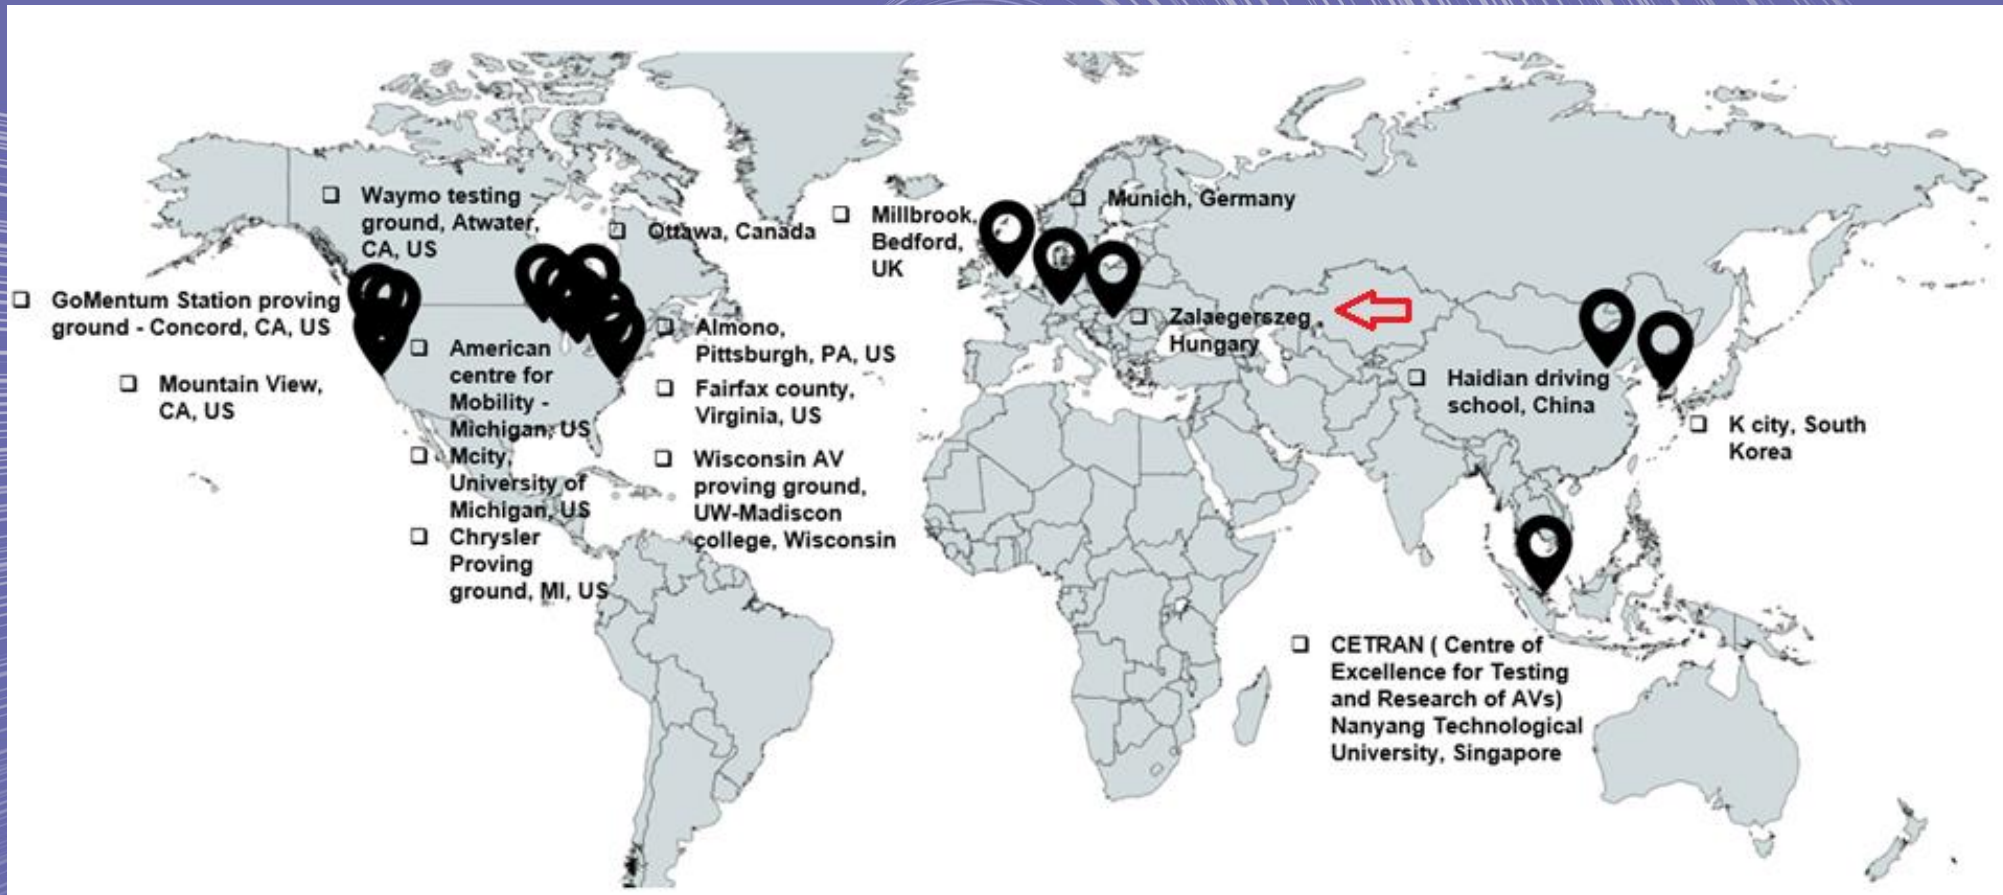 Waymo testing
ground, Atwater,
CA, US
Ottawa, Canada
Millbrook,
Bedford,
UK
Munich, Germany
GoMentum Station proving
ground - Concord, CA, US
Mountain View,
CA, US
American
centre for
Mobility -
Michigan, US
Mcity,
University of
Michigan, US
Chrysler
Proving
ground, MI, US
Almono,
Pittsburgh, PA, US
Fairfax county,
Virginia, US
Wisconsin AV
proving ground,
UW-Madiscon
college, Wisconsin
Zalaegerszeg ,
Hungary
Haidian driving
school, China
K city, South
Korea
CETRAN ( Centre of
Excellence for Testing
and Research of AVs)
Nanyang Technological
University, Singapore